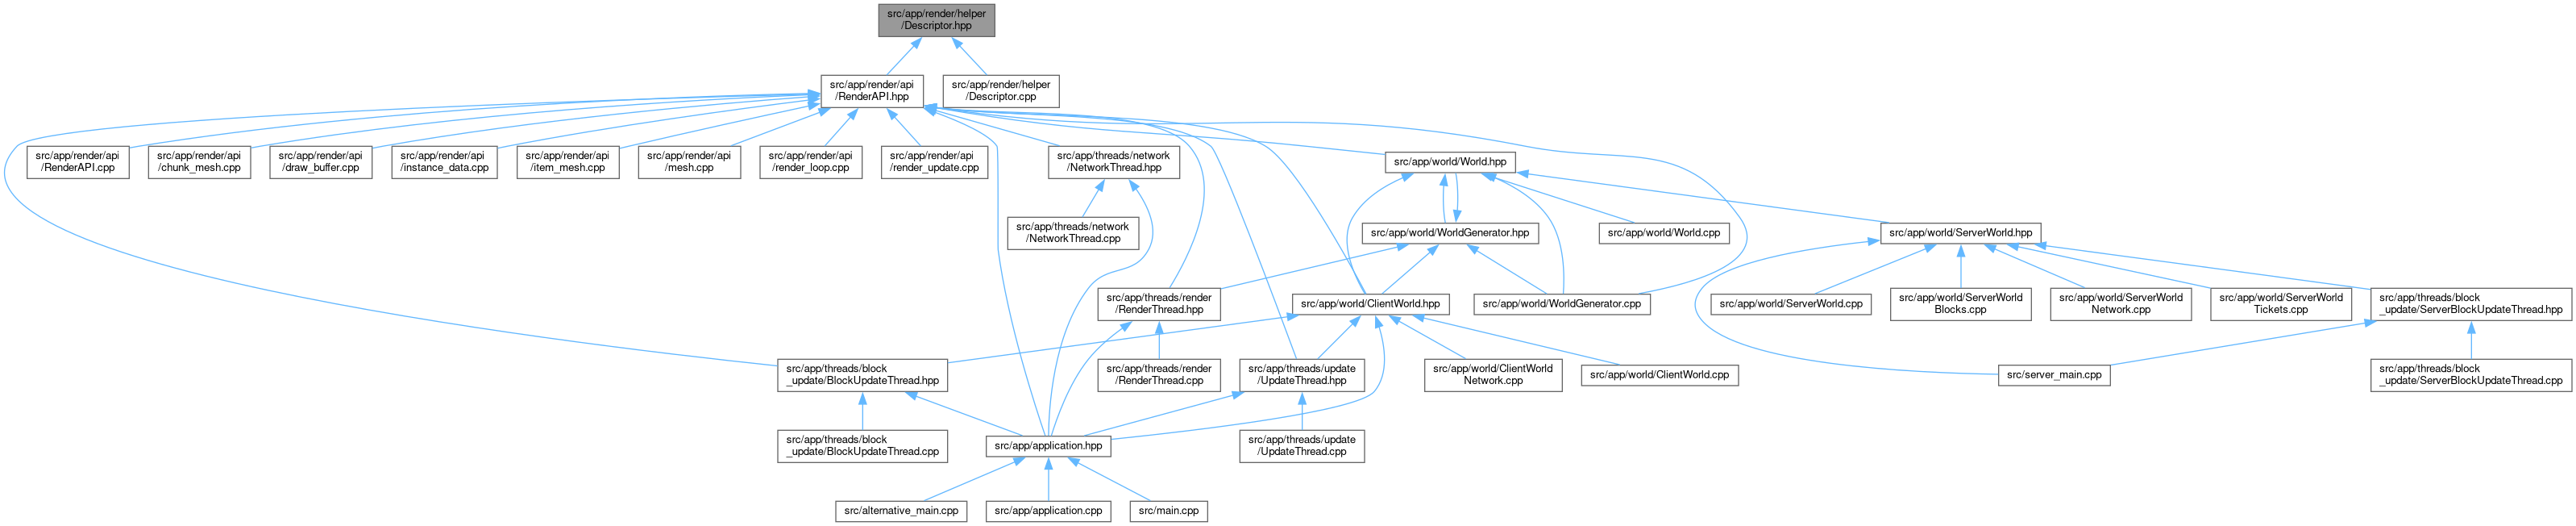 src/app/render/helper
/Descriptor.hpp
src/app/render/api
/RenderAPI.hpp
src/app/render/helper
/Descriptor.cpp
src/app/render/api
/RenderAPI.cpp
src/app/render/api
/chunk_mesh.cpp
src/app/render/api
/draw_buffer.cpp
src/app/render/api
/instance_data.cpp
src/app/render/api
/item_mesh.cpp
src/app/render/api
/mesh.cpp
src/app/render/api
/render_loop.cpp
src/app/render/api
/render_update.cpp
src/app/threads/network
/NetworkThread.hpp
src/app/world/World.hpp
src/app/threads/network
/NetworkThread.cpp
src/app/world/WorldGenerator.hpp
src/app/world/World.cpp
src/app/world/ServerWorld.hpp
src/app/threads/render
/RenderThread.hpp
src/app/world/ClientWorld.hpp
src/app/world/WorldGenerator.cpp
src/app/world/ServerWorld.cpp
src/app/world/ServerWorld
Blocks.cpp
src/app/world/ServerWorld
Network.cpp
src/app/world/ServerWorld
Tickets.cpp
src/app/threads/block
_update/ServerBlockUpdateThread.hpp
src/app/threads/block
_update/BlockUpdateThread.hpp
src/app/threads/render
/RenderThread.cpp
src/app/threads/update
/UpdateThread.hpp
src/app/world/ClientWorld
Network.cpp
src/app/world/ClientWorld.cpp
src/server_main.cpp
src/app/threads/block
_update/ServerBlockUpdateThread.cpp
src/app/threads/block
_update/BlockUpdateThread.cpp
src/app/application.hpp
src/app/threads/update
/UpdateThread.cpp
src/alternative_main.cpp
src/app/application.cpp
src/main.cpp